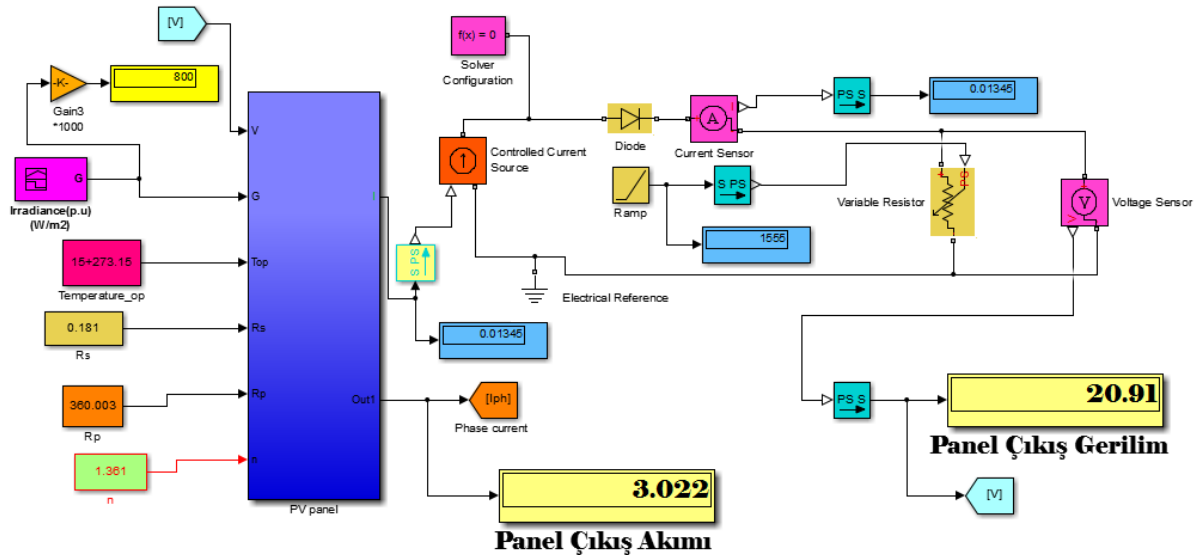 [V]
f(x) = 0
Solver
Configuration
-K-
800
Gain3
*1000
PS S
0.01345
Diode
A
I
Current Sensor
V
Controlled Current
Source
G
Irradiance(p.u)
(W/m2)
G
I
S PS
Ramp
PS
Variable Resistor
V
V
Voltage Sensor
1555
15+273.15
Temperature_op
Top
S PS
Electrical Reference
0.181
Rs
Rs
0.01345
360.003
Rp
Rp
Out1
[Iph]
Phase current
PS S
20.91
Panel Çıkış Gerilim
1.361
n
n
PV panel
3.022
Panel Çıkış Akımı
[V]